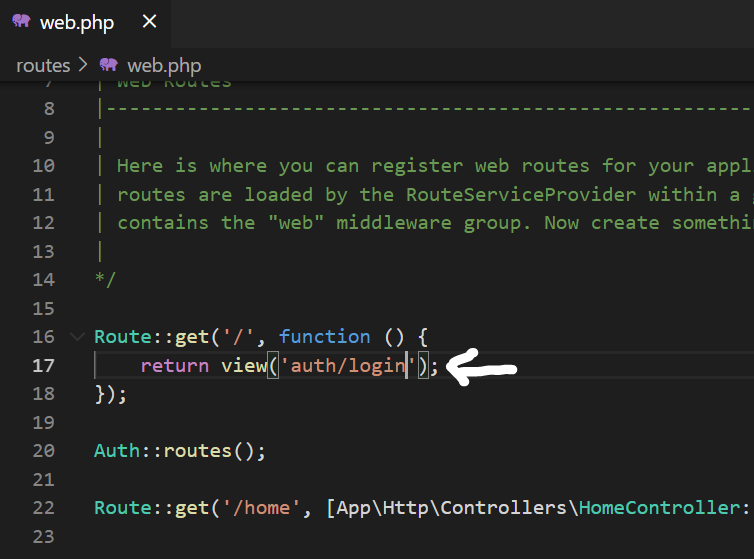 web.php ×
routes > web.php
7 | Web Routes
8 |--------------------------------------------------------
9 |
10 | Here is where you can register web routes for your appl
11 | routes are loaded by the RouteServiceProvider within a g
12 | contains the "web" middleware group. Now create somethin
13 |
14 */
15
16 Route::get('/', function () {
17 return view('auth/login');
18 });
19
20 Auth::routes();
21
22 Route::get('/home', [App\Http\Controllers\HomeController:
23